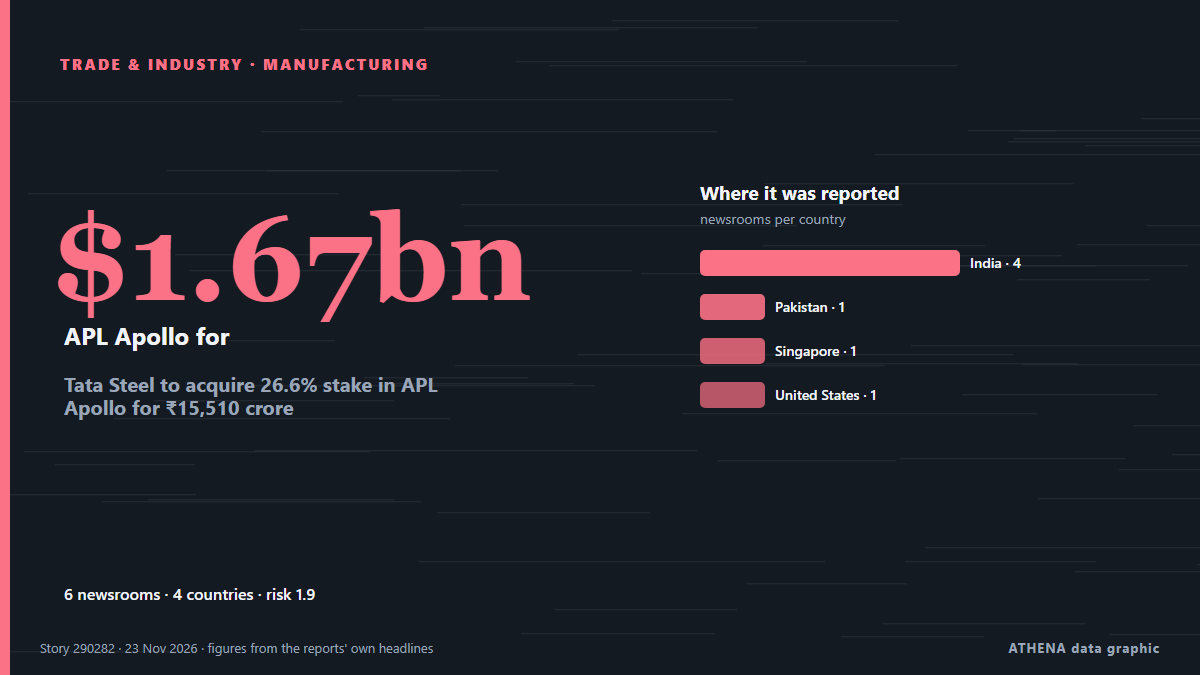 TRADE & INDUSTRY · MANUFACTURING
$1.67bn
APL Apollo for
Tata Steel to acquire 26.6% stake in APL
Apollo for ₹15,510 crore
Where it was reported
newsrooms per country
India · 4
Pakistan · 1
Singapore · 1
United States · 1
6 newsrooms · 4 countries · risk 1.9
Story 290282 · 23 Nov 2026 · figures from the reports' own headlines
ATHENA data graphic